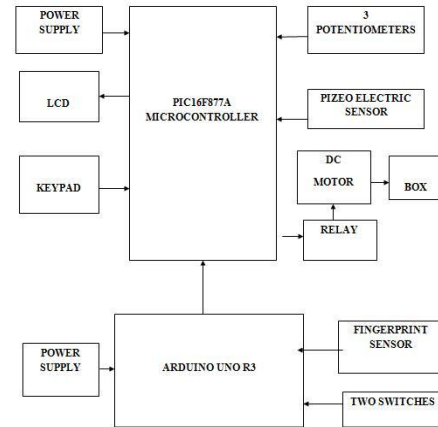 POWER
SUPPLY
LCD
KEYPAD
PIC16F877A
MICROCONTROLLER
3
POTENTIOMETERS
PIZEO ELECTRIC
SENSOR
DC
MOTOR
BOX
RELAY
POWER
SUPPLY
ARDUINO UNO R3
FINGERPRINT
SENSOR
TWO SWITCHES